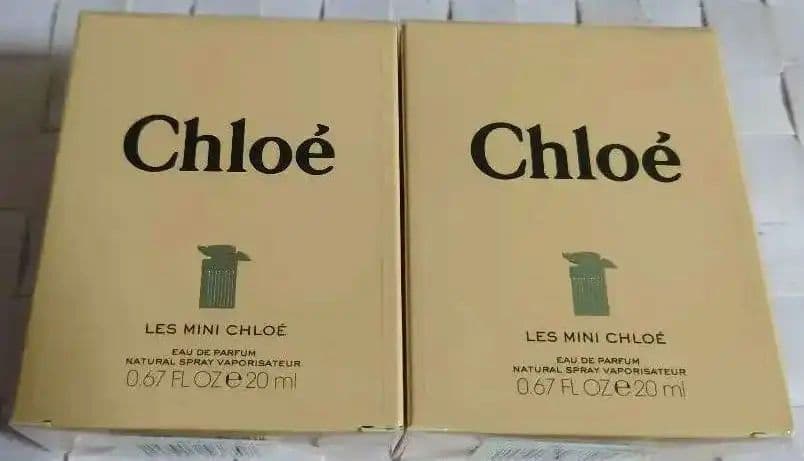 Chloé
LES MINI CHLOÉ
EAU DE PARFUM
NATURAL SPRAY VAPORISATEUR
0.67 FL OZ e 20 ml
Chloé
LES MINI CHLOÉ
EAU DE PARFUM
NATURAL SPRAY VAPORISATEUR
0.67 FL OZ e 20 ml